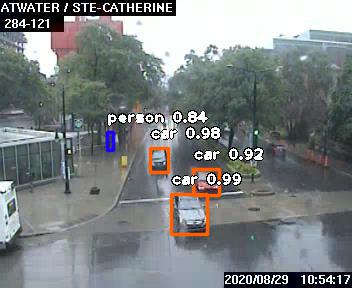 ATWATER / STE-CATHERINE
284-121
person 0.84
car 0.98
car 0.92
car 0.99
2020/08/29 10:54:17